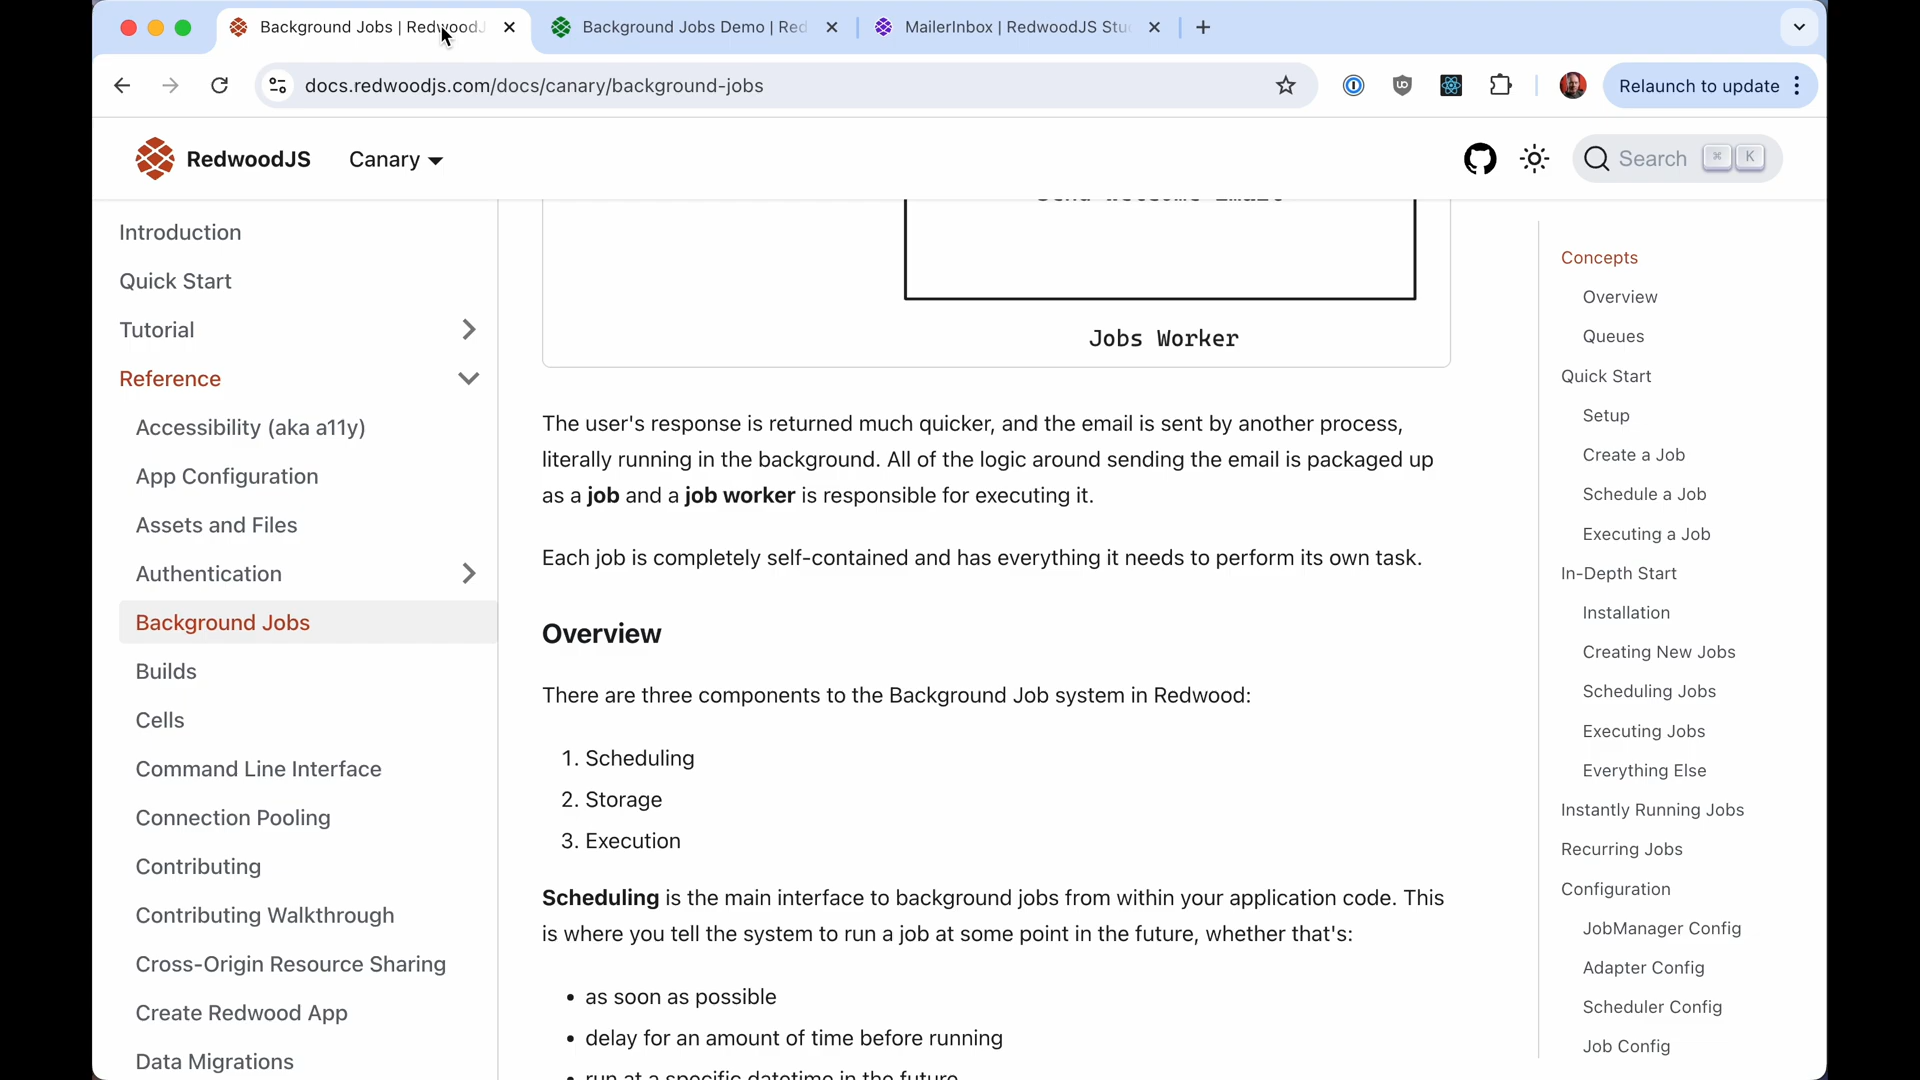 Background Jobs | RedwoodJ
Background Jobs Demo | Red
MailerInbox | RedwoodJS Stu
docs.redwoodjs.com/docs/canary/background-jobs
Relaunch to update
RedwoodJS
Canary
Search
⌘ K
Introduction
Quick Start
Tutorial
Reference
Accessibility (aka a11y)
App Configuration
Assets and Files
Authentication
Background Jobs
Builds
Cells
Command Line Interface
Connection Pooling
Contributing
Contributing Walkthrough
Cross-Origin Resource Sharing
Create Redwood App
Data Migrations
Send Welcome Email
Jobs Worker
The user's response is returned much quicker, and the email is sent by another process,
literally running in the background. All of the logic around sending the email is packaged up
as a job and a job worker is responsible for executing it.
Each job is completely self-contained and has everything it needs to perform its own task.
Overview
There are three components to the Background Job system in Redwood:
1. Scheduling
2. Storage
3. Execution
Scheduling is the main interface to background jobs from within your application code. This
is where you tell the system to run a job at some point in the future, whether that's:
• as soon as possible
• delay for an amount of time before running
• run at a specific datetime in the future
Concepts
Overview
Queues
Quick Start
Setup
Create a Job
Schedule a Job
Executing a Job
In-Depth Start
Installation
Creating New Jobs
Scheduling Jobs
Executing Jobs
Everything Else
Instantly Running Jobs
Recurring Jobs
Configuration
JobManager Config
Adapter Config
Scheduler Config
Job Config